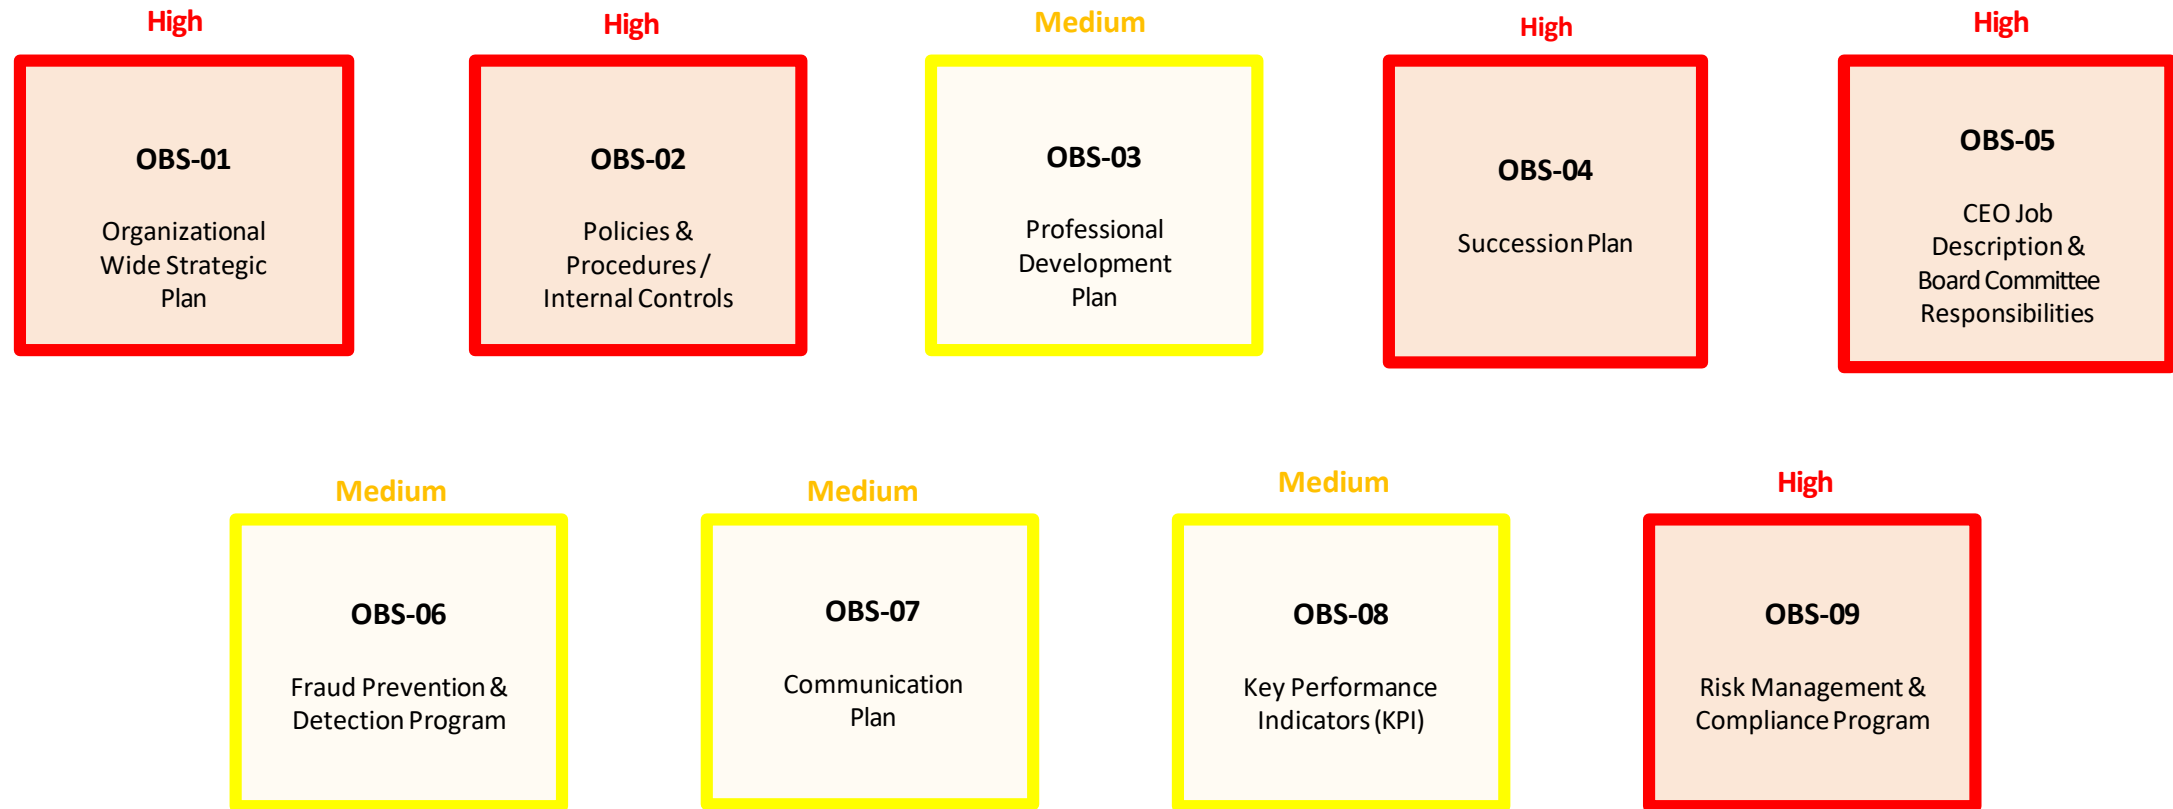 High
OBS-01
Organizational
Wide Strategic
Plan
High
OBS-02
Policies &
Procedures /
Internal Controls
Medium
OBS-03
Professional
Development
Plan
High
OBS-04
Succession Plan
High
OBS-05
CEO Job
Description &
Board Committee
Responsibilities
Medium
OBS-06
Fraud Prevention &
Detection Program
Medium
OBS-07
Communication
Plan
Medium
OBS-08
Key Performance
Indicators (KPI)
High
OBS-09
Risk Management &
Compliance Program